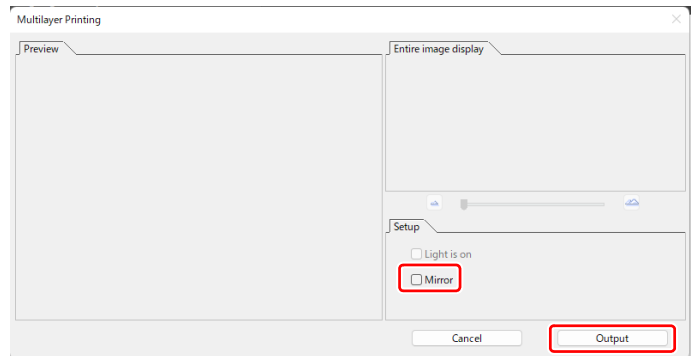 Multilayer Printing
Preview
Entire image display
Setup
Light is on
Mirror
Cancel
Output